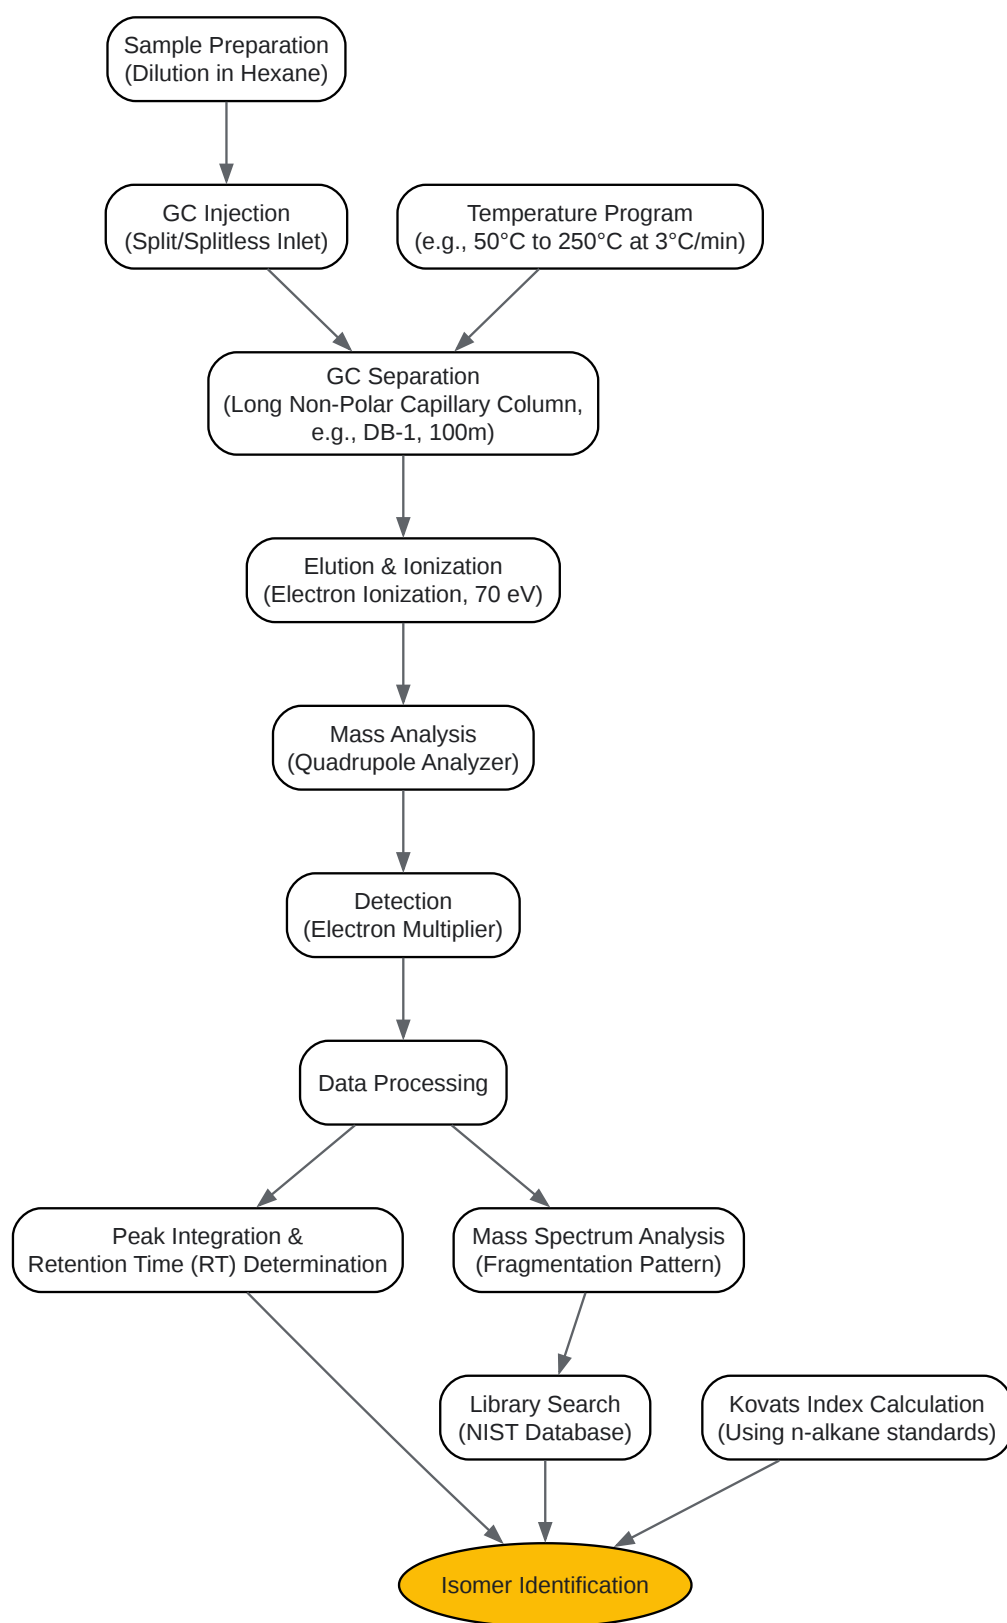 Sample Preparation
(Dilution in Hexane)
GC Injection
(Split/Splitless Inlet)
Temperature Program
(e.g., 50°C to 250°C at 3°C/min)
GC Separation
(Long Non-Polar Capillary Column,
e.g., DB-1, 100m)
Elution & Ionization
(Electron Ionization, 70 eV)
Mass Analysis
(Quadrupole Analyzer)
Detection
(Electron Multiplier)
Data Processing
Peak Integration &
Retention Time (RT) Determination
Mass Spectrum Analysis
(Fragmentation Pattern)
Library Search
(NIST Database)
Kovats Index Calculation
(Using n-alkane standards)
Isomer Identification